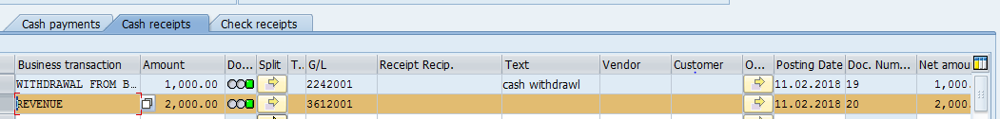 Cash payments Cash receipts Check receipts
Business transaction Amount Do... Split T.. G/L Receipt Recip. Text Vendor Customer O... Posting Date Doc. Num... Net amou
WITHDRAWAL FROM B... 1,000.00 2242001 cash withdrawl 11.02.2018 19 1,000..
REVENUE 2,000.00 3612001 11.02.2018 20 2,000..